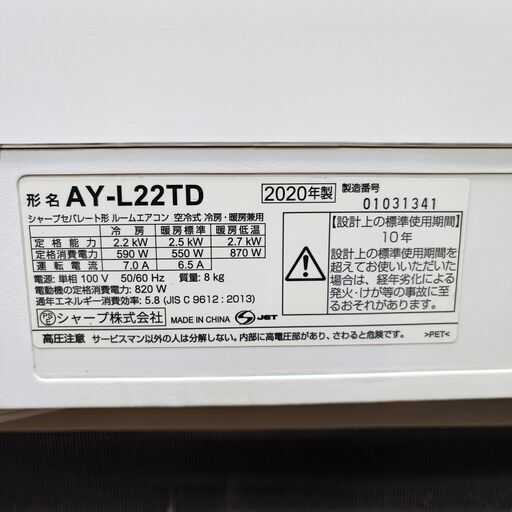 形名 AY-L22TD 2020年製 製造番号 01031341
シャープセパレート形 ルームエアコン 空冷式 冷房・暖房兼用
冷房 暖房標準 暖房低温
定格能力 2.2 kW 2.5 kW 2.7 kW
定格消費電力 590 W 550 W 870 W
運転電流 7.0 A 6.5 A
電源:単相 100 V 50/60 Hz 質量:8 kg
電動機の定格消費電力:820 W
通年エネルギー消費効率:5.8 (JIS C 9612:2013)
PS E シャープ株式会社 MADE IN CHINA S JET
【設計上の標準使用期間】
10 年
設計上の標準使用期間を
超えてお使いいただいた
場合は、経年劣化による
発火・けが等の事故に至
るおそれがあります。
高圧注意 サービスマン以外の人は分解しない。内部に高電圧部があり、さわると危険です。 >PET<